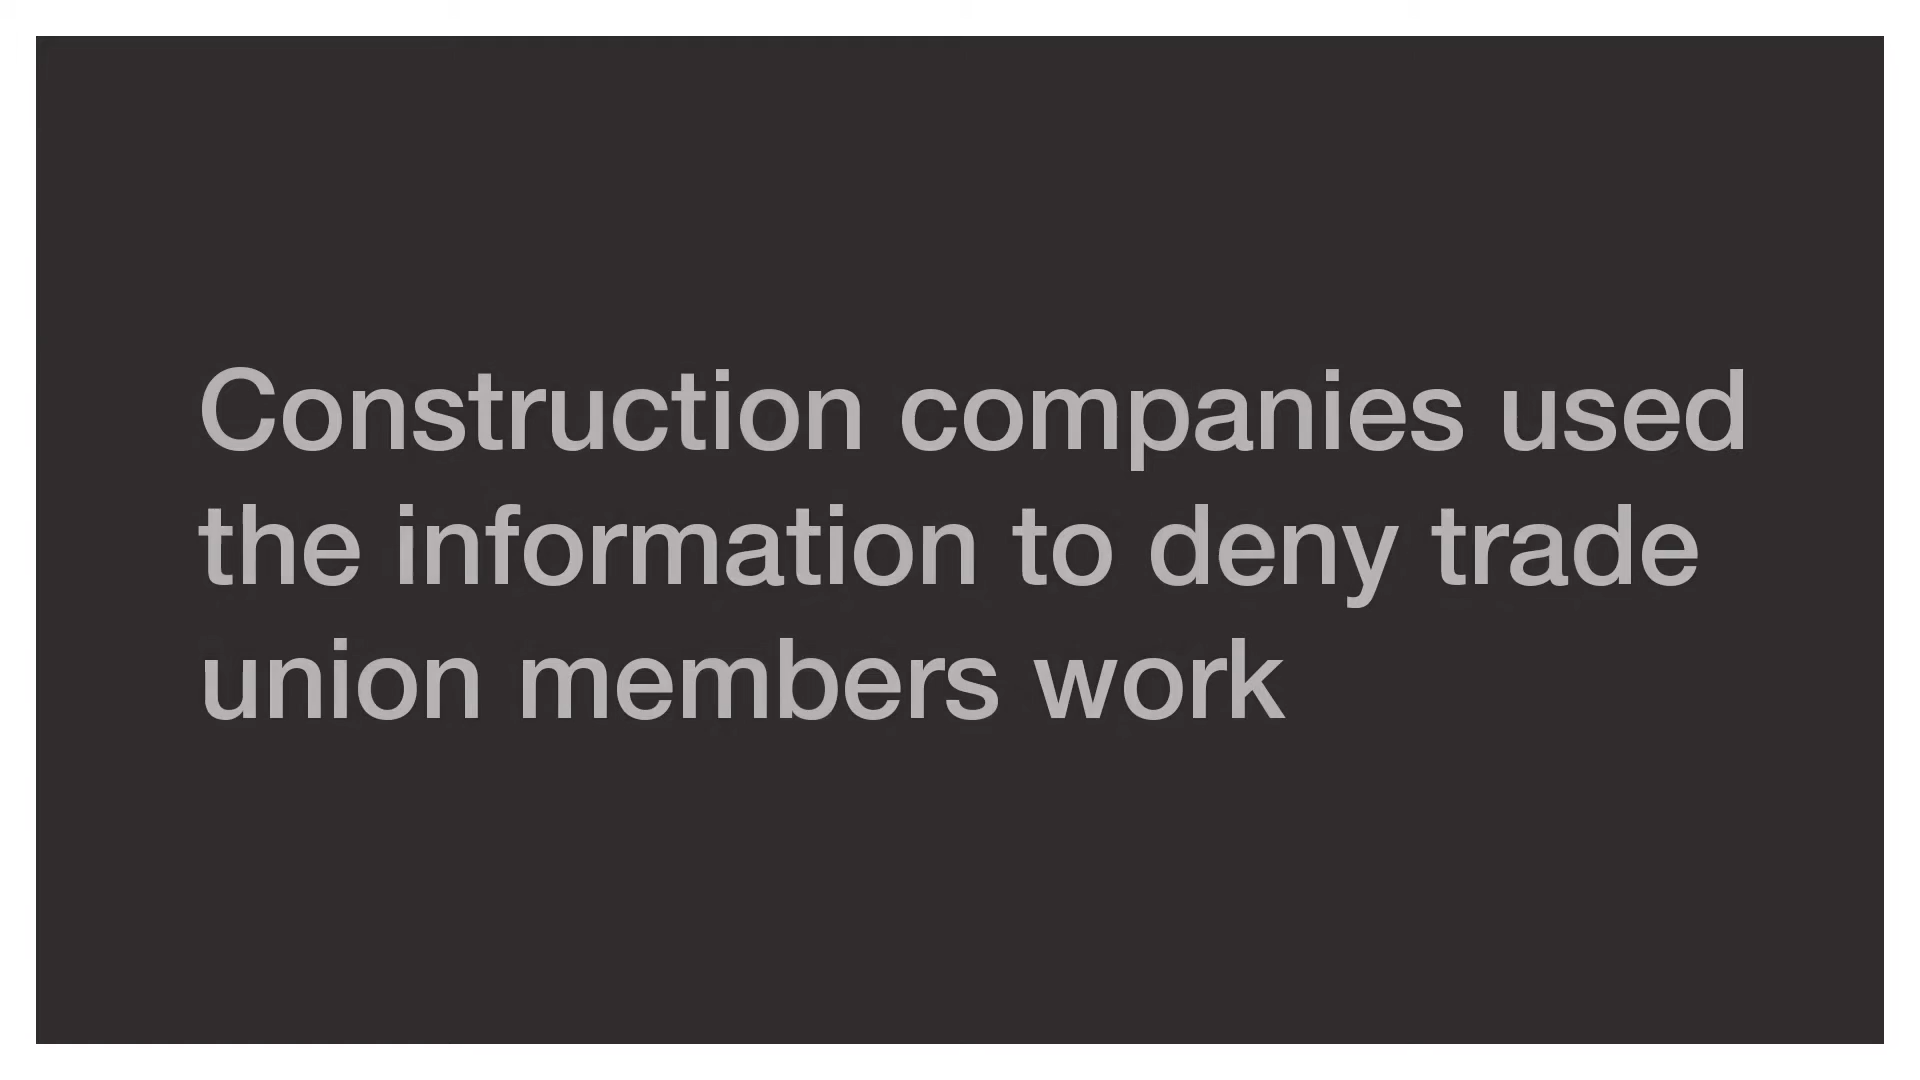 Construction companies used
the information to deny trade
union members work